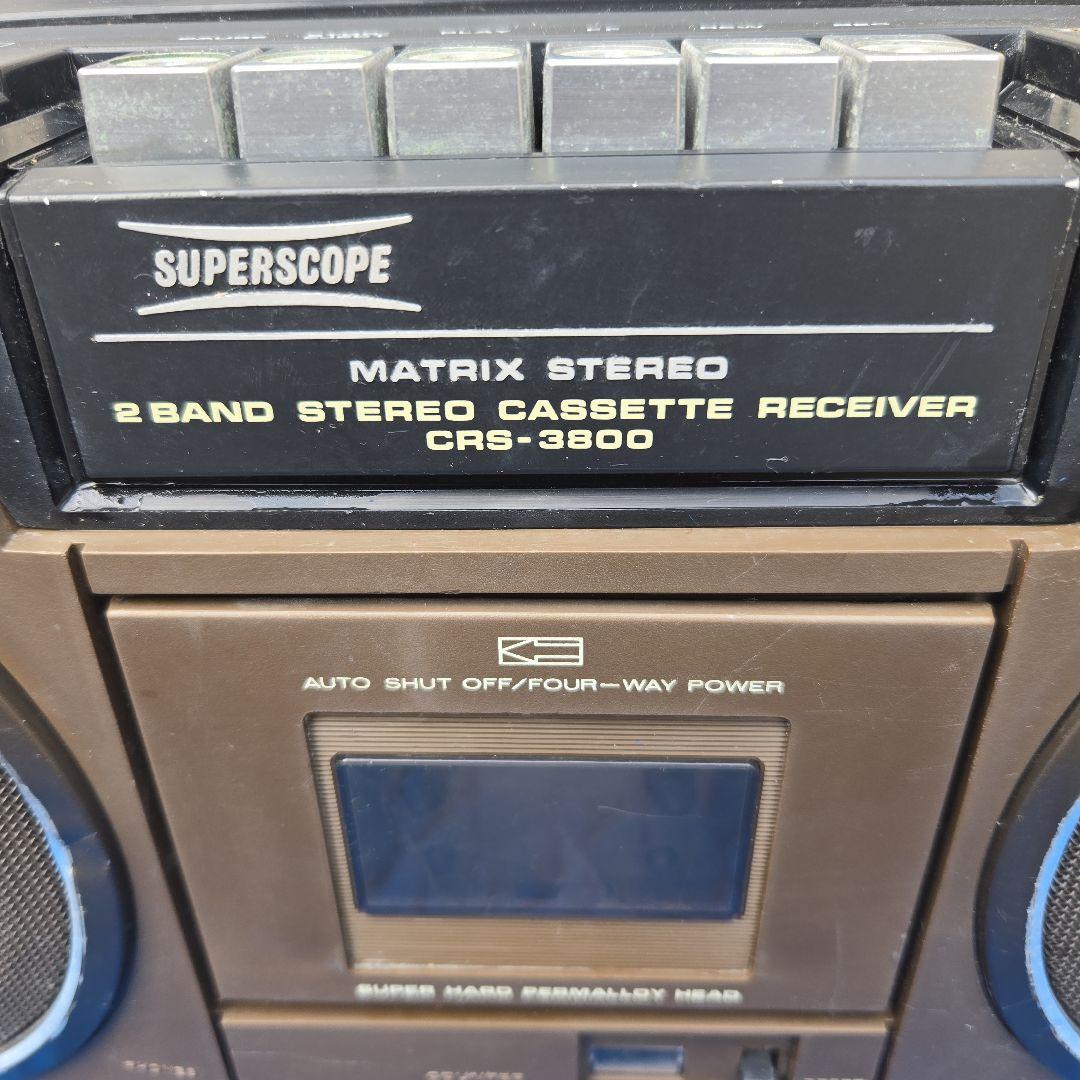 SUPERSCOPE
MATRIX STEREO
2 BAND STEREO CASSETTE RECEIVER
CRS-3800
AUTO SHUT OFF/FOUR-WAY POWER
SUPER HARD PERMALLOY HEAD
COUNTER